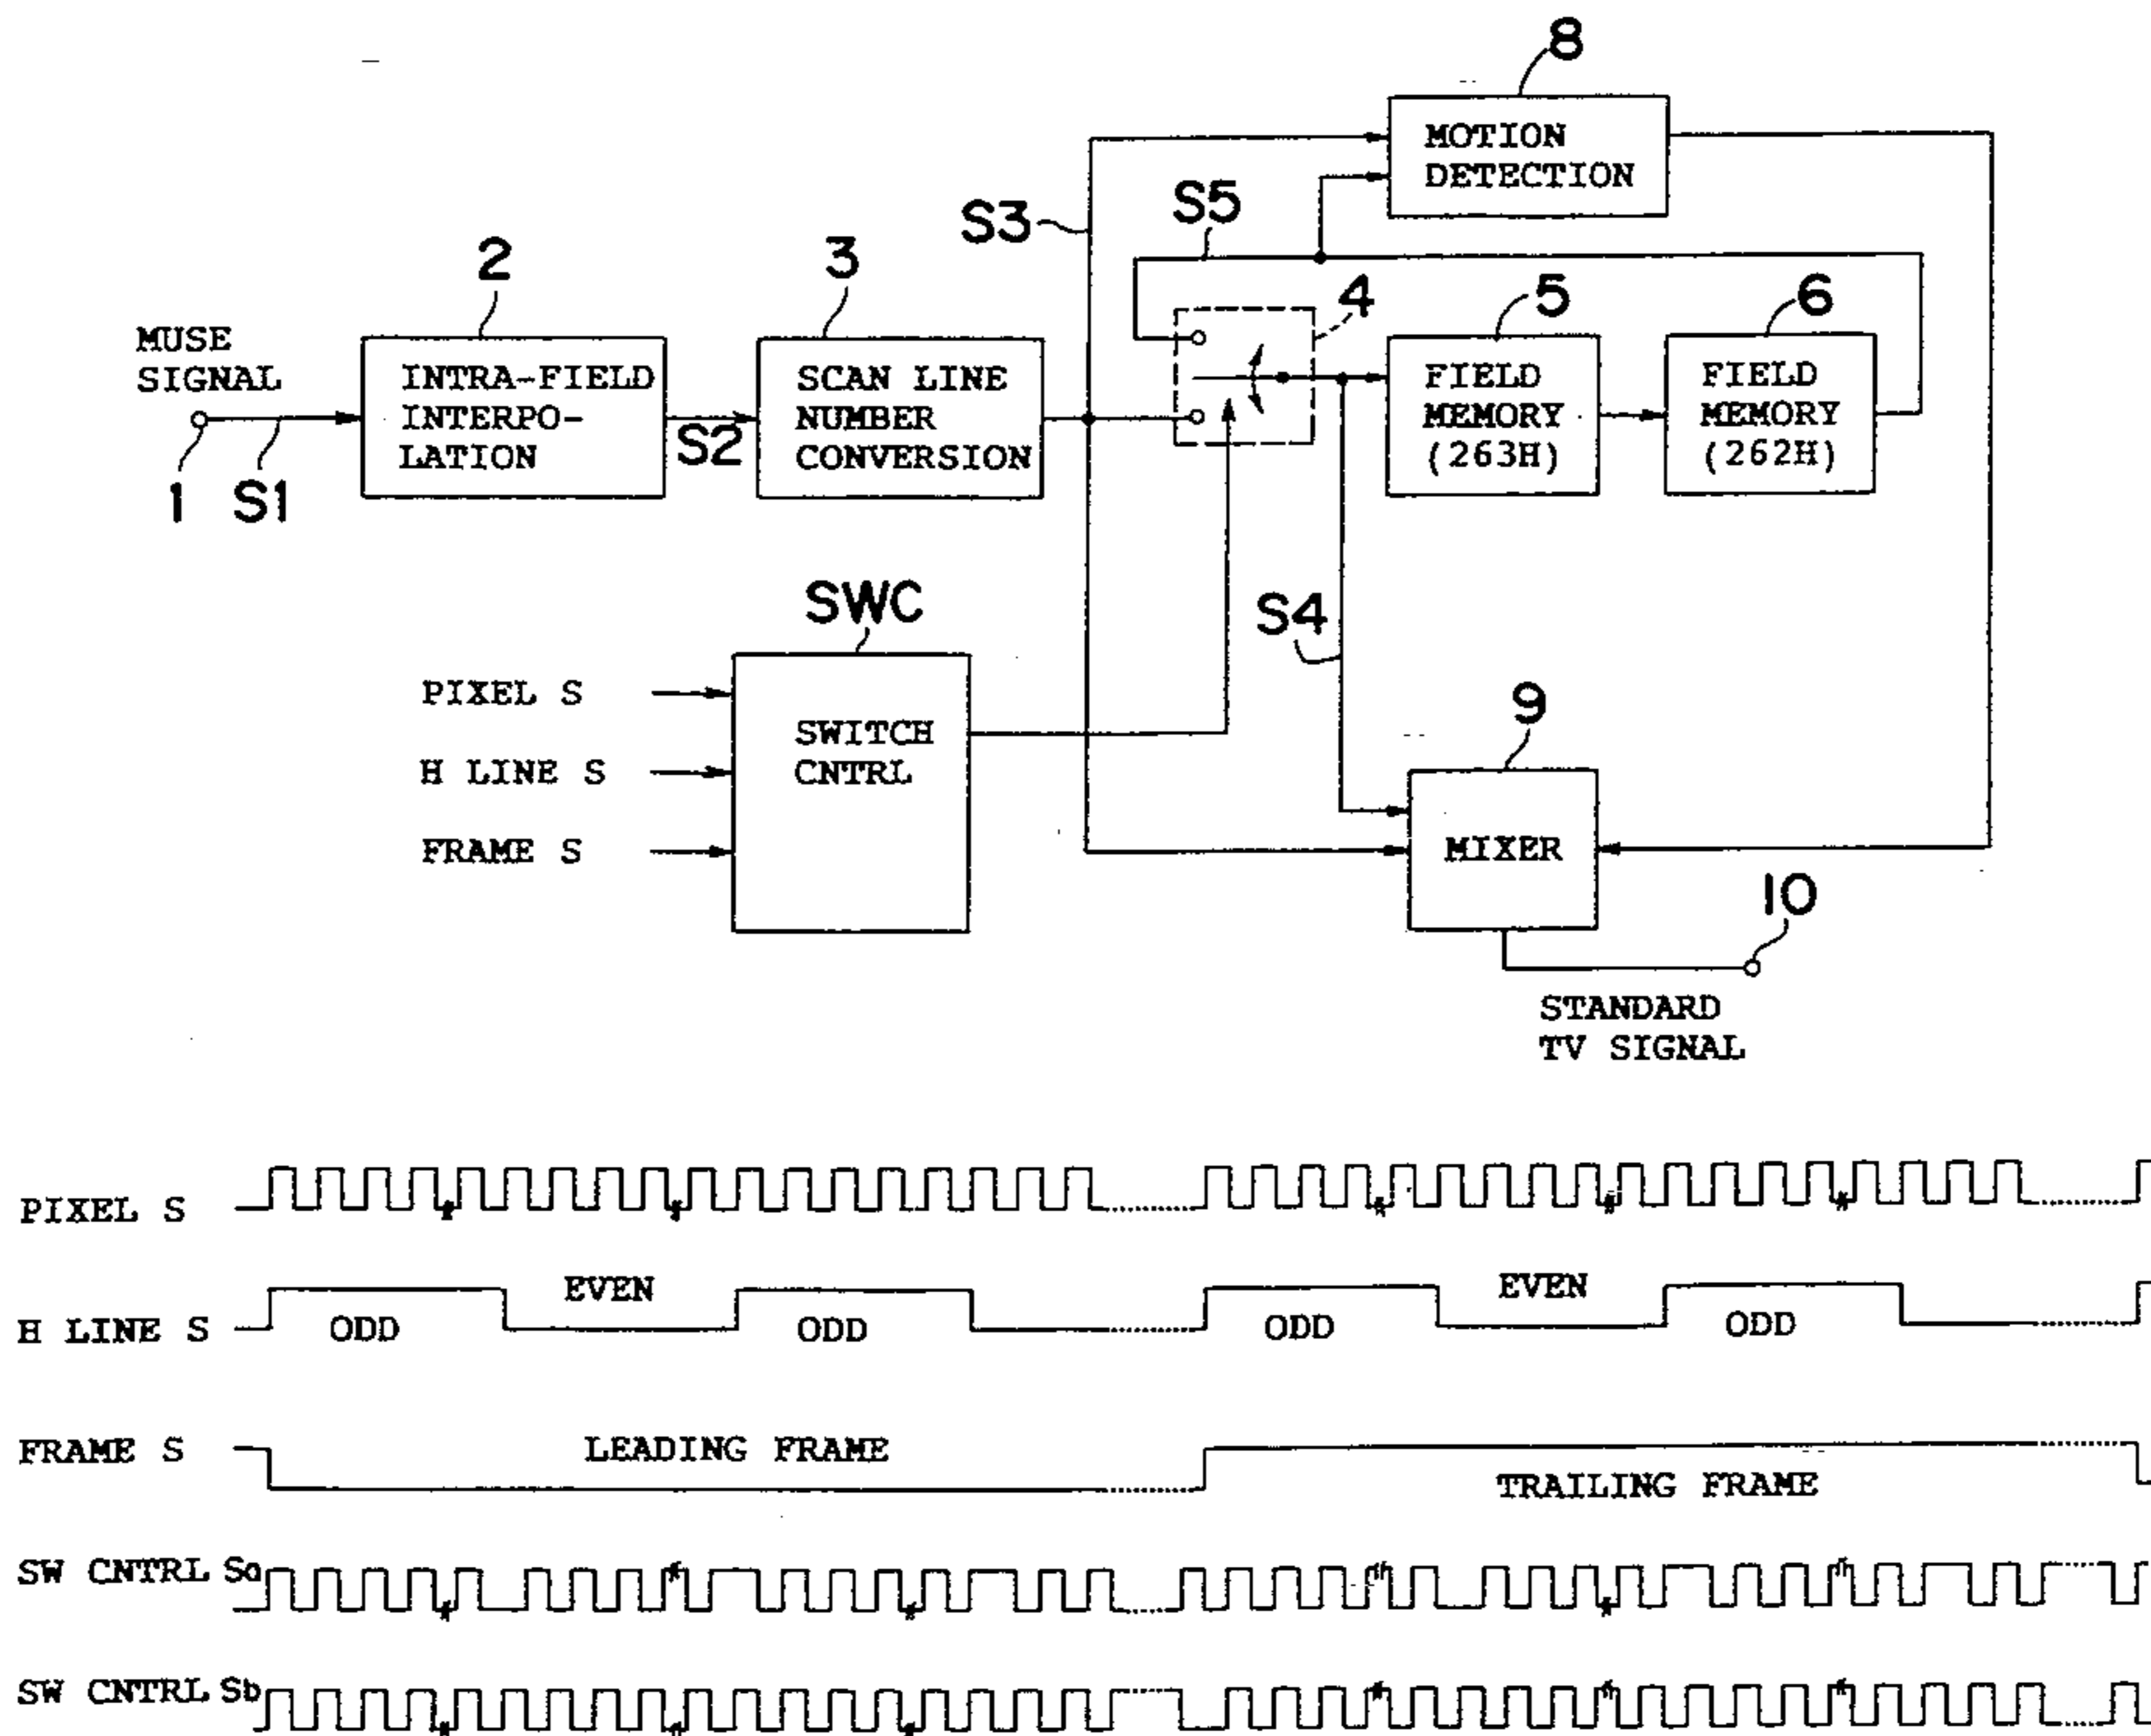 8
MOTION
DETECTION
S5
S3
2
3
4
5
6
MUSE
SIGNAL
INTRA-FIELD
INTERPO-
LATION
S2
SCAN LINE
NUMBER
CONVERSION
FIELD
MEMORY
(263H)
FIELD
MEMORY
(262H)
1
S1
SWC
S4
PIXEL S
H LINE S
FRAME S
SWITCH
CNTRL
9
MIXER
10
STANDARD
TV SIGNAL
PIXEL S
H LINE S
ODD
EVEN
ODD
ODD
EVEN
ODD
FRAME S
LEADING FRAME
TRAILING FRAME
SW CNTRL Sa
SW CNTRL Sb